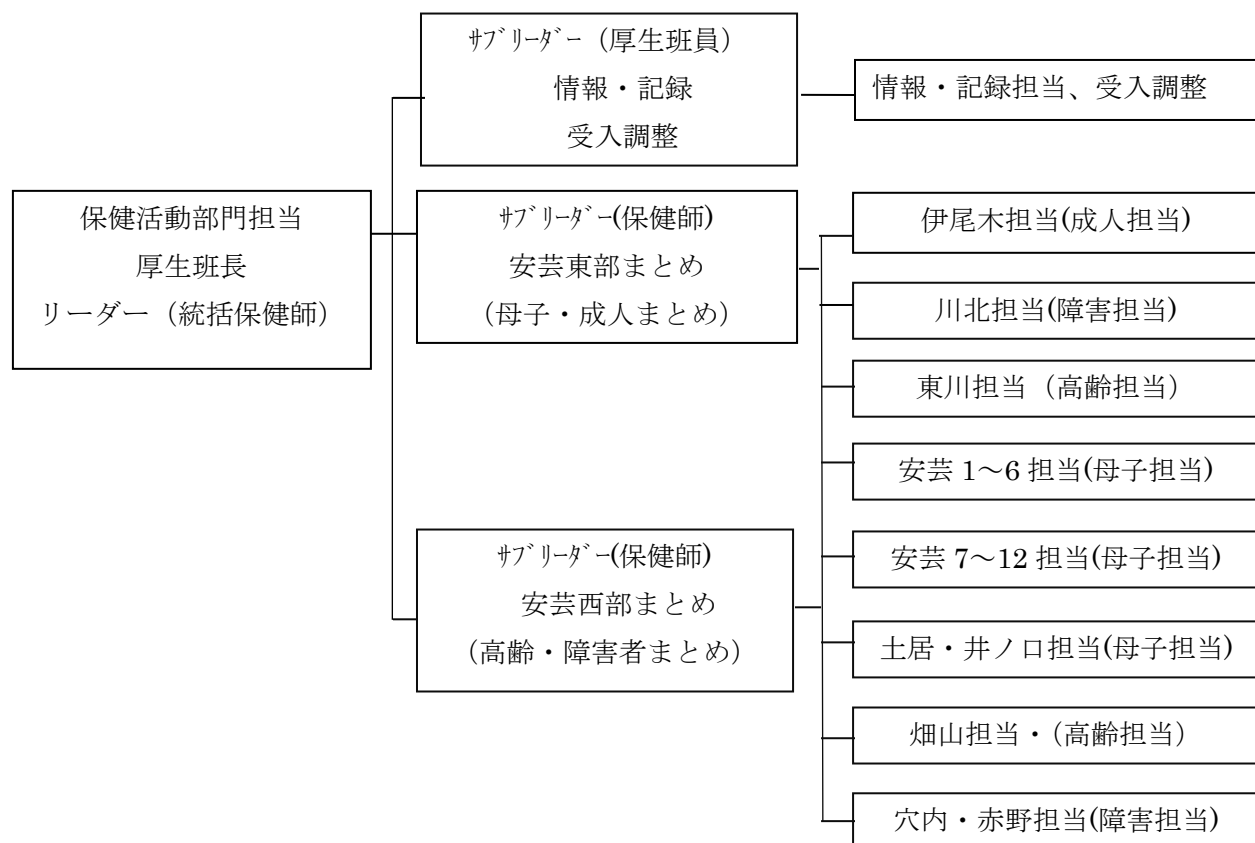 保健活動部門担当
厚生班長
リーダー（統括保健師）
ｻﾌﾞﾘｰﾀﾞｰ（厚生班員）
情報・記録
受入調整
情報・記録担当、受入調整
ｻﾌﾞﾘｰﾀﾞｰ(保健師)
安芸東部まとめ
（母子・成人まとめ）
ｻﾌﾞﾘｰﾀﾞｰ(保健師)
安芸西部まとめ
（高齢・障害者まとめ）
伊尾木担当(成人担当)
川北担当(障害担当)
東川担当（高齢担当）
安芸 1～6 担当(母子担当)
安芸 7～12 担当(母子担当)
土居・井ノ口担当(母子担当)
畑山担当・（高齢担当）
穴内・赤野担当(障害担当)